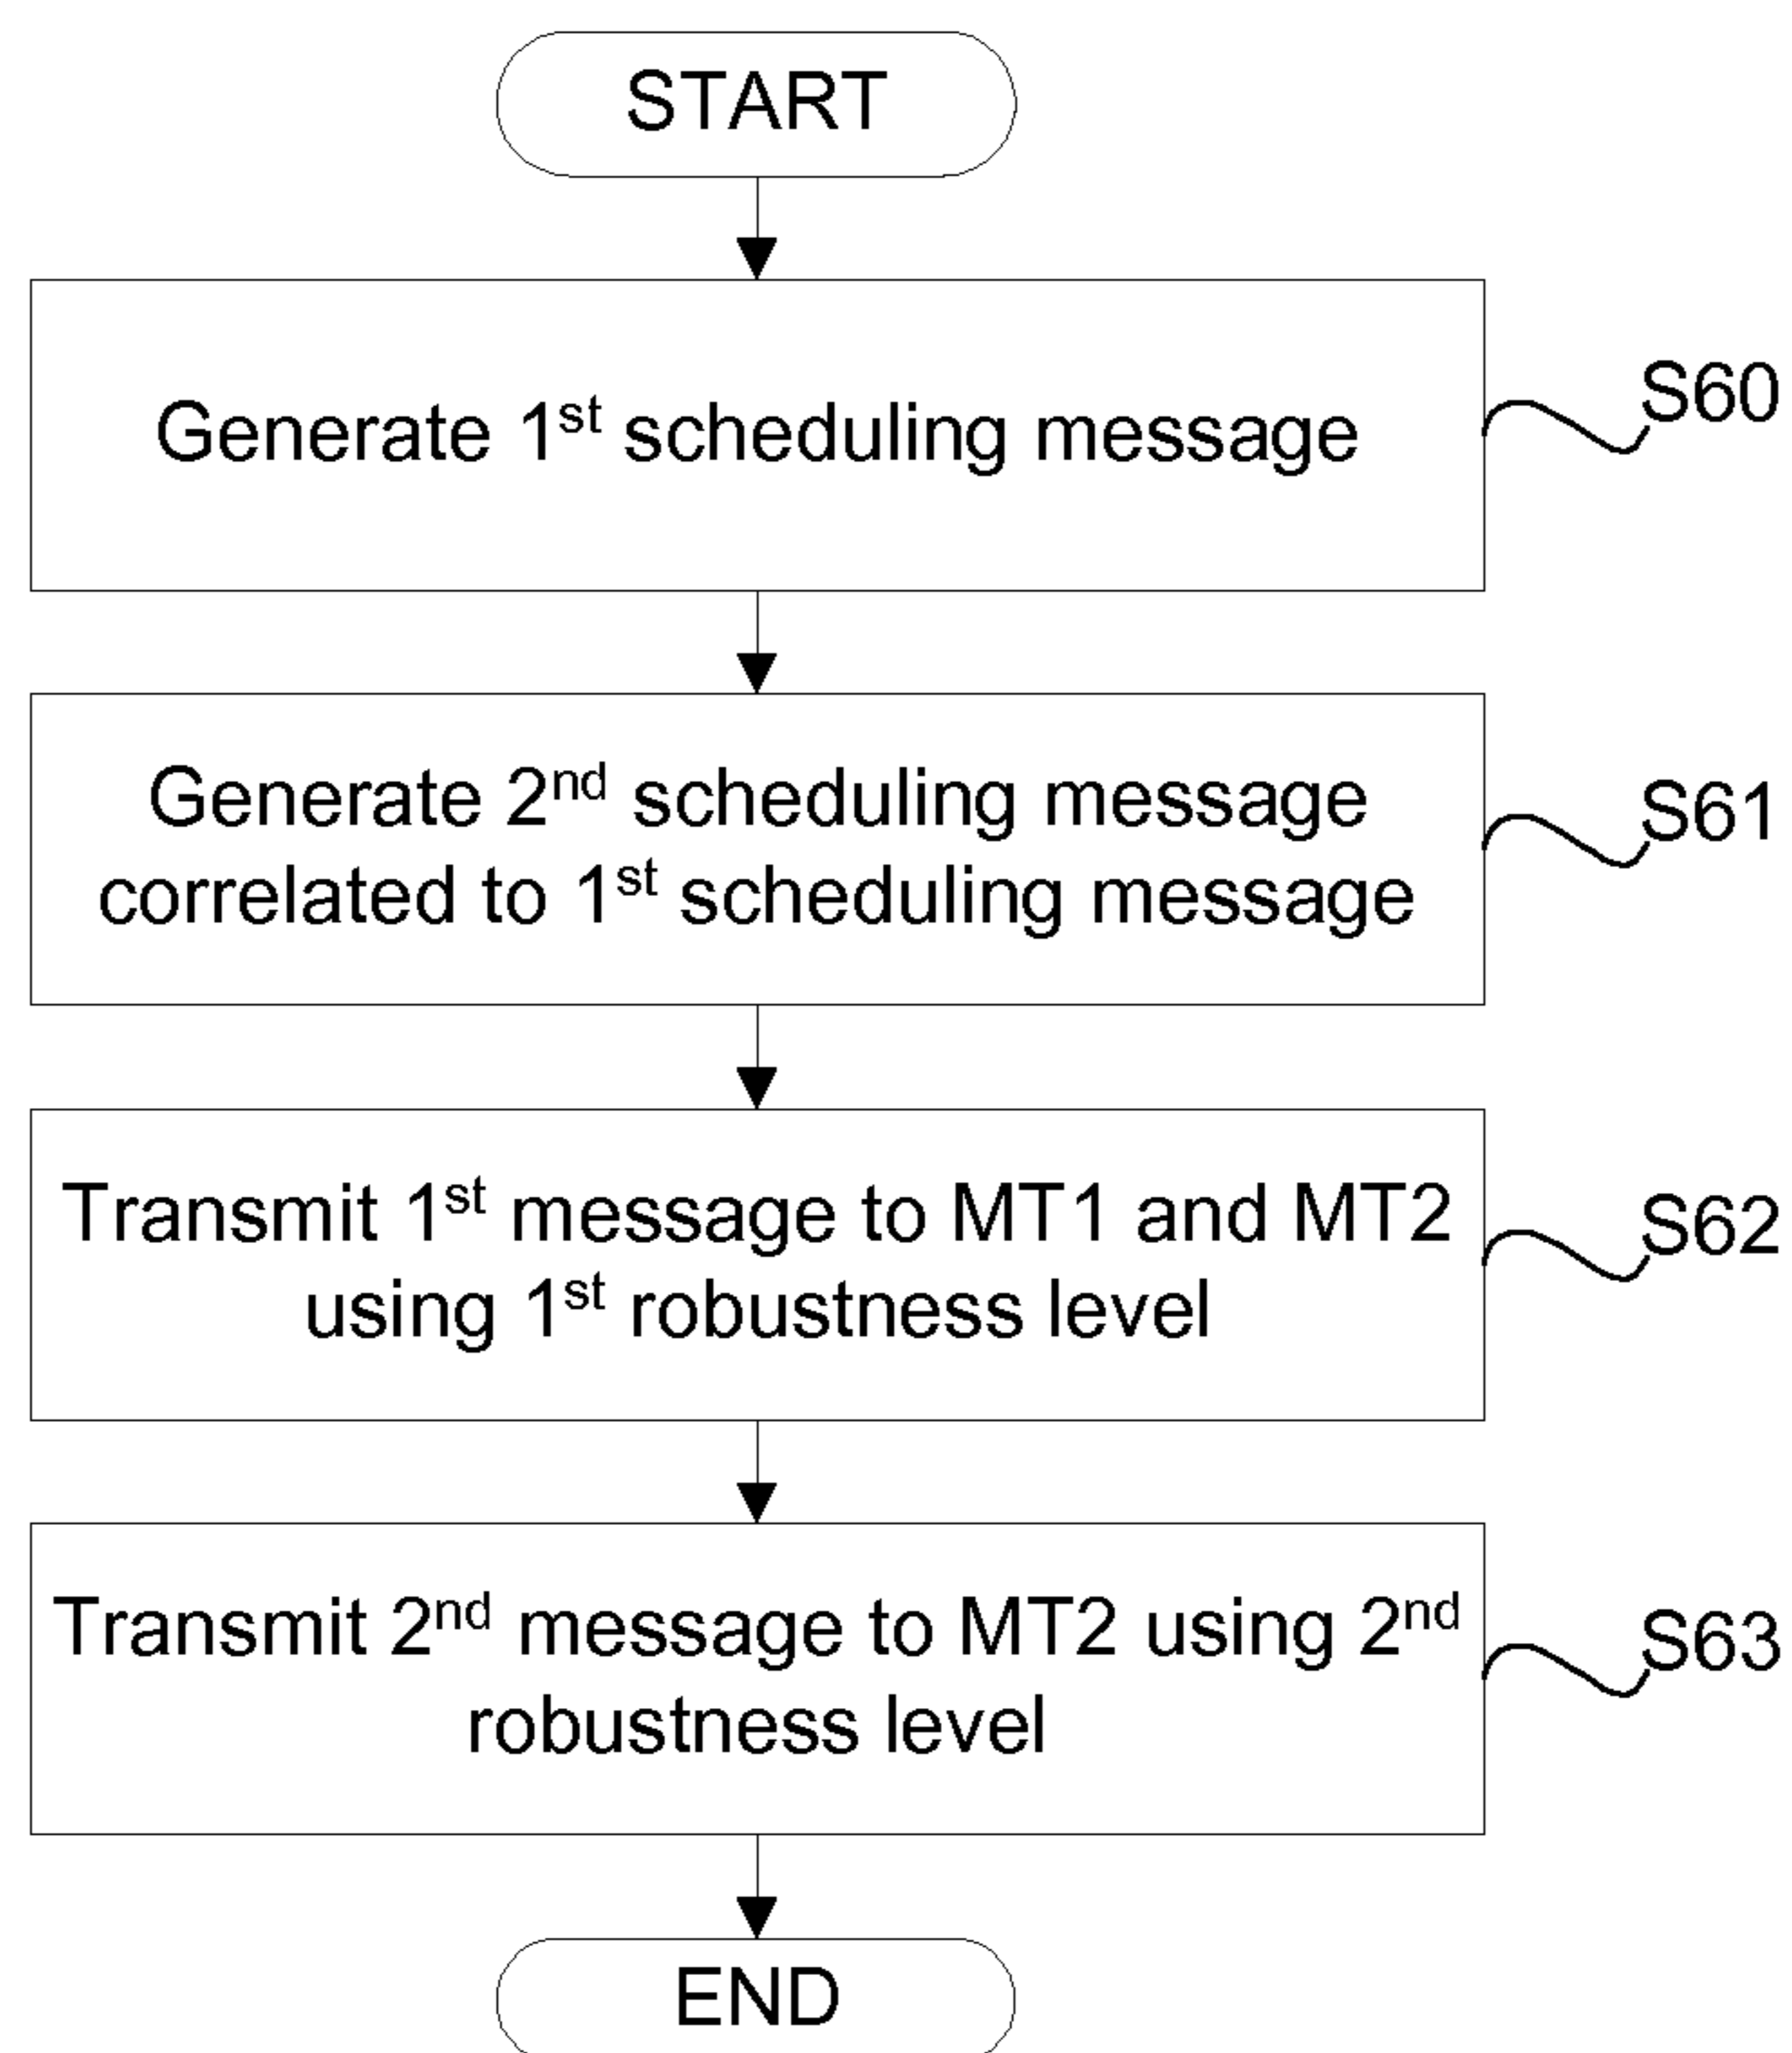 START
Generate 1st scheduling message
S60
Generate 2nd scheduling message
correlated to 1st scheduling message
S61
Transmit 1st message to MT1 and MT2
using 1st robustness level
S62
Transmit 2nd message to MT2 using 2nd
robustness level
S63
END